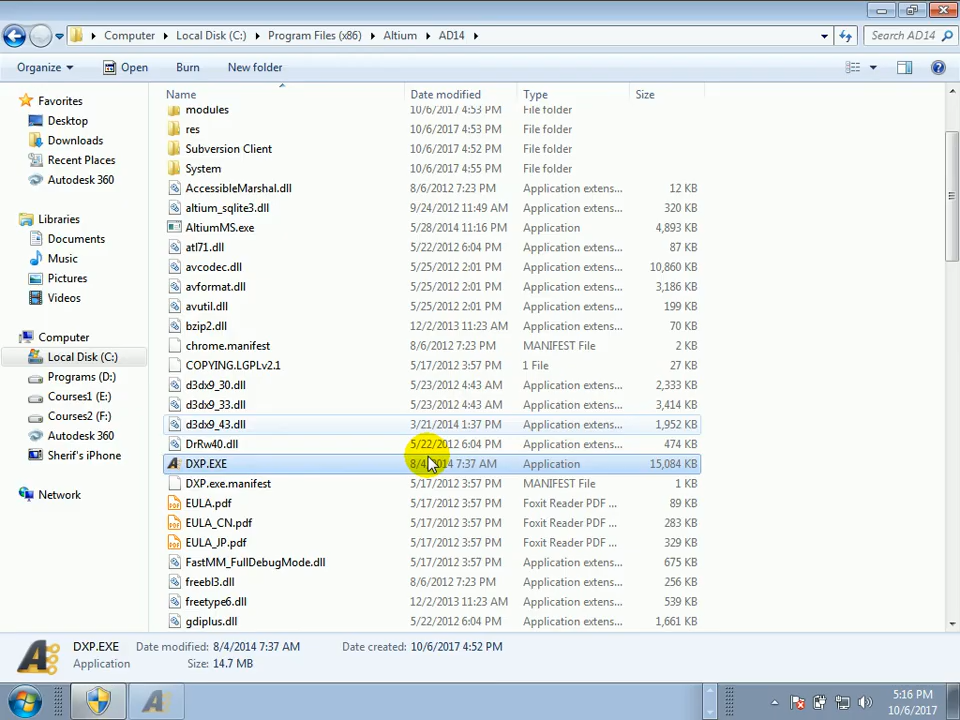 Computer Local Disk (C:) Program Files (x86) Altium AD14 Search AD14
Organize Open Burn New folder
Name Date modified Type Size
modules 10/6/2017 4:53 PM File folder
res 10/6/2017 4:53 PM File folder
Subversion Client 10/6/2017 4:52 PM File folder
System 10/6/2017 4:55 PM File folder
AccessibleMarshal.dll 8/6/2012 7:23 PM Application extens... 12 KB
altium_sqlite3.dll 9/24/2012 11:49 AM Application extens... 320 KB
AltiumMS.exe 5/28/2014 11:16 PM Application 4,893 KB
atl71.dll 5/22/2012 6:04 PM Application extens... 87 KB
avcodec.dll 5/25/2012 2:01 PM Application extens... 10,860 KB
avformat.dll 5/25/2012 2:01 PM Application extens... 3,186 KB
avutil.dll 5/25/2012 2:01 PM Application extens... 199 KB
bzip2.dll 12/2/2013 11:23 AM Application extens... 70 KB
chrome.manifest 8/6/2012 7:23 PM MANIFEST File 2 KB
COPYING.LGPLv2.1 5/17/2012 3:57 PM 1 File 27 KB
d3dx9_30.dll 5/23/2012 4:43 AM Application extens... 2,333 KB
d3dx9_33.dll 5/23/2012 4:43 AM Application extens... 3,414 KB
d3dx9_43.dll 3/21/2014 1:37 PM Application extens... 1,952 KB
DrRw40.dll 5/22/2012 6:04 PM Application extens... 474 KB
DXP.EXE 8/4/2014 7:37 AM Application 15,084 KB
DXP.exe.manifest 5/17/2012 3:57 PM MANIFEST File 1 KB
EULA.pdf 5/17/2012 3:57 PM Foxit Reader PDF ... 89 KB
EULA_CN.pdf 5/17/2012 3:57 PM Foxit Reader PDF ... 283 KB
EULA_JP.pdf 5/17/2012 3:57 PM Foxit Reader PDF ... 329 KB
FastMM_FullDebugMode.dll 5/17/2012 3:57 PM Application extens... 675 KB
freebl3.dll 8/6/2012 7:23 PM Application extens... 256 KB
freetype6.dll 12/2/2013 11:23 AM Application extens... 539 KB
gdiplus.dll 5/22/2012 6:04 PM Application extens... 1,661 KB
Favorites
Desktop
Downloads
Recent Places
Autodesk 360
Libraries
Documents
Music
Pictures
Videos
Computer
Local Disk (C:)
Programs (D:)
Courses1 (E:)
Courses2 (F:)
Autodesk 360
Sherif's iPhone
Network
DXP.EXE Date modified: 8/4/2014 7:37 AM Date created: 10/6/2017 4:52 PM
Application Size: 14.7 MB
5:16 PM
10/6/2017